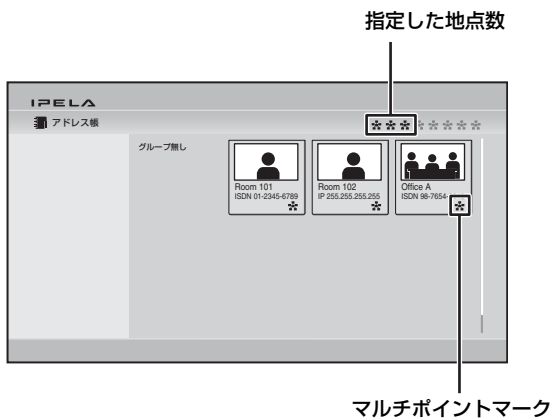 指定した地点数
IPELA
アドレス帳
グループ無し
Room 101
ISDN 01-2345-6789
Room 102
IP 255.255.255.255
Office A
ISDN 98-7654-
マルチポイントマーク